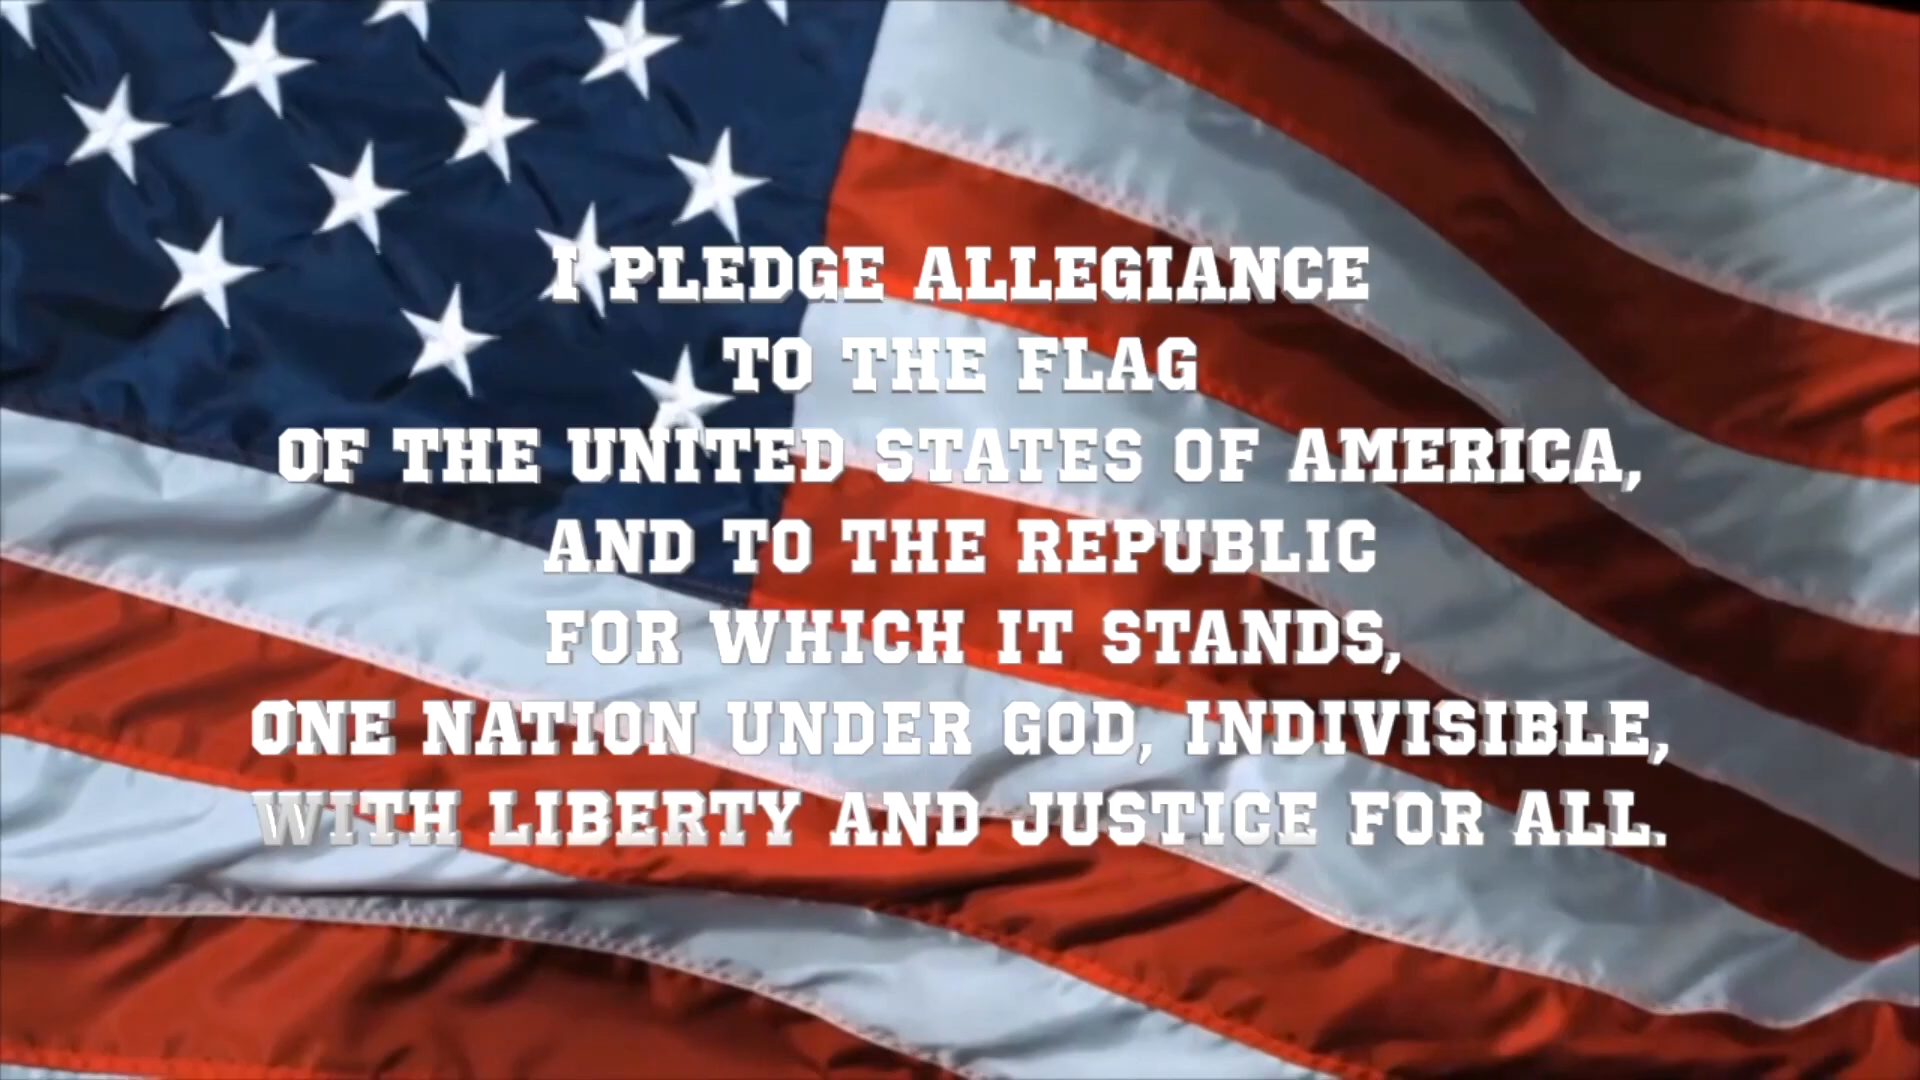 I PLEDGE ALLEGIANCE
TO THE FLAG
OF THE UNITED STATES OF AMERICA,
AND TO THE REPUBLIC
FOR WHICH IT STANDS,
ONE NATION UNDER GOD, INDIVISIBLE,
WITH LIBERTY AND JUSTICE FOR ALL.